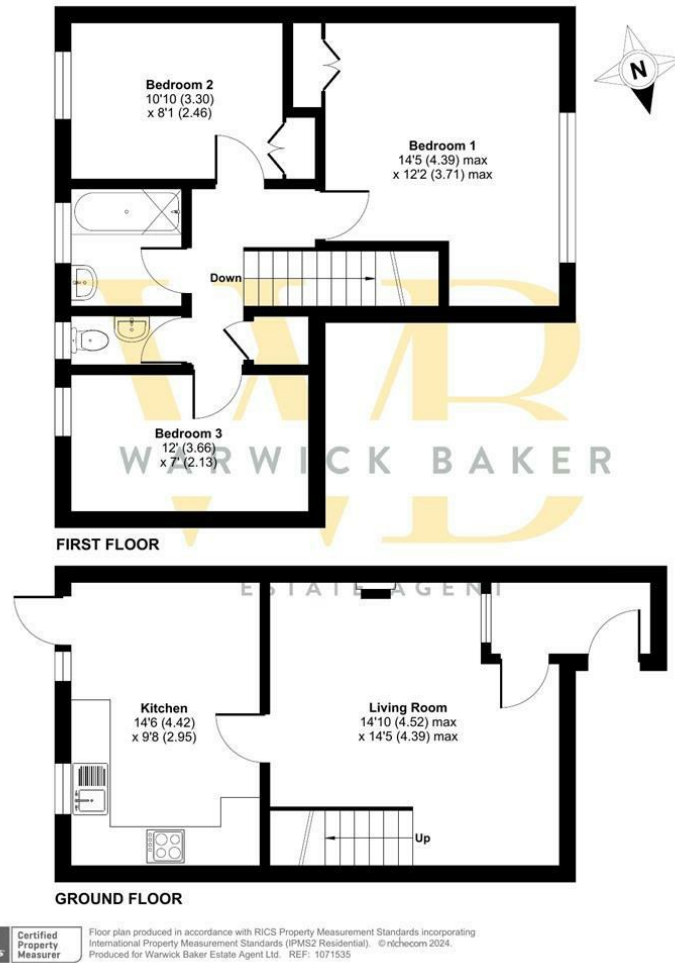 Bedroom 2
10'10 (3.30)
x 8'1 (2.46)
N
Bedroom 1
14'5 (4.39) max
x 12'2 (3.71) max
Down
Bedroom 3
12' (3.66)
x 7' (2.13)
WB
WARWICK BAKER
FIRST FLOOR
ESTATE AGENT
Kitchen
14'6 (4.42)
x 9'8 (2.95)
Living Room
14'10 (4.52) max
x 14'5 (4.39) max
Up
GROUND FLOOR
Certified
Property
Measurer
Floor plan produced in accordance with RICS Property Measurement Standards incorporating
International Property Measurement Standards (IPMS2 Residential). © nichecom 2024.
Produced for Warwick Baker Estate Agent Ltd. REF: 1071535